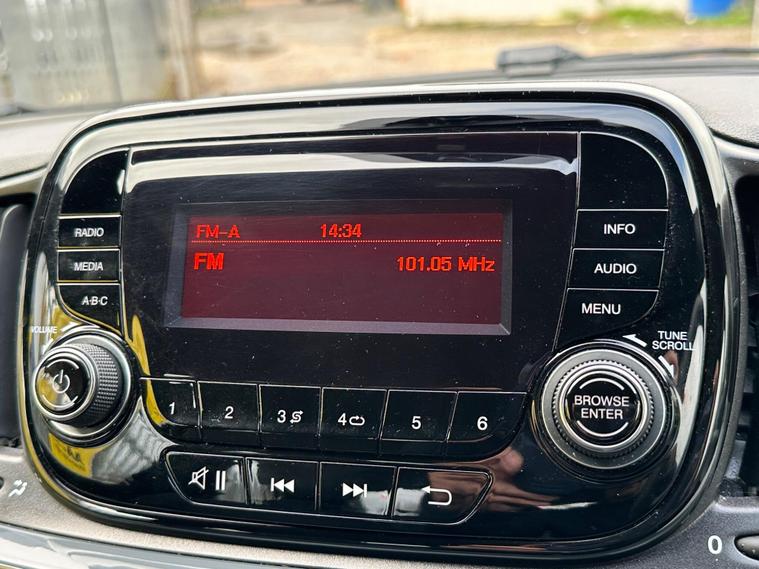 FM-A 14:34
FM 101.05 MHz
RADIO
MEDIA
A·B·C
INFO
AUDIO
MENU
VOLUME
TUNE
SCROLL
BROWSE
ENTER
1 2 3 4 5 6
0